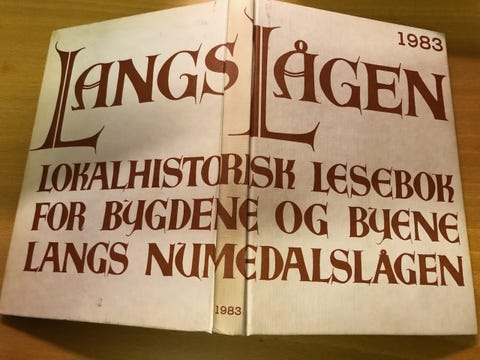 1983
LANGS LÅGEN
LOKALHISTORISK LESEBOK
FOR BYGDENE OG BYENE
LANGS NUMEDALSLÅGEN
1983